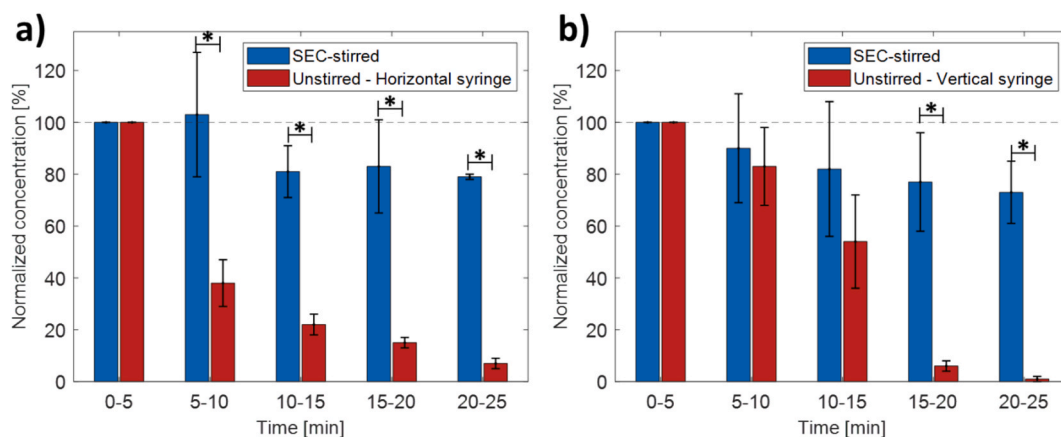 a)
Normalized concentration [%]
120
100
80
60
40
20
0
SEC-stirred
Unstirred - Horizontal syringe
*
*
*
*
0-5 5-10 10-15 15-20 20-25
Time [min]
b)
Normalized concentration [%]
120
100
80
60
40
20
0
SEC-stirred
Unstirred - Vertical syringe
*
*
0-5 5-10 10-15 15-20 20-25
Time [min]